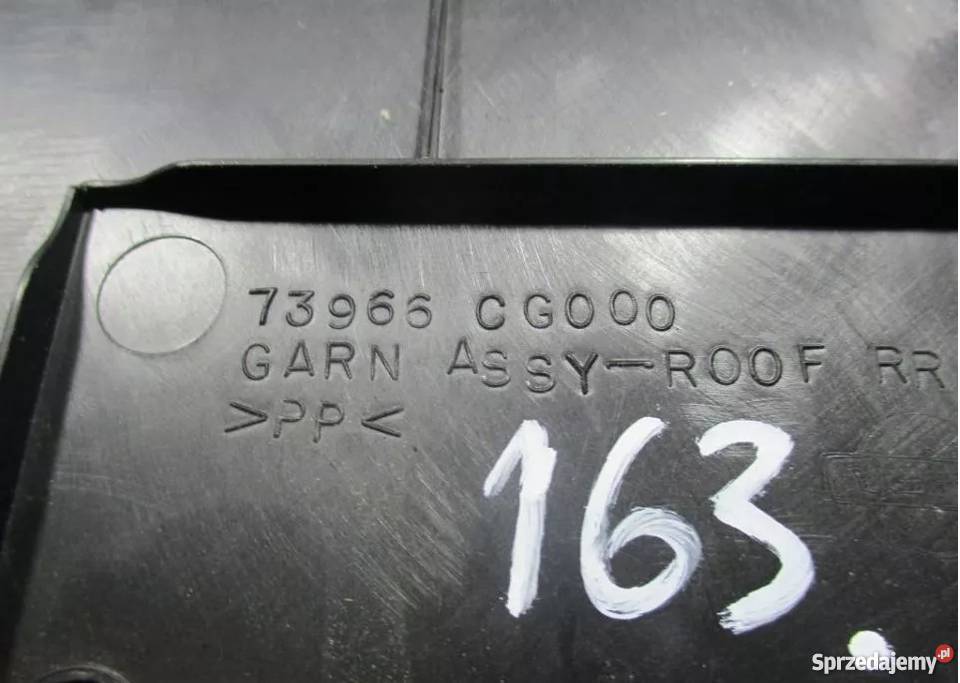 73966 CG000
GARN ASSY-ROOF RR
>PP<
163.
Sprzedajemy.pl